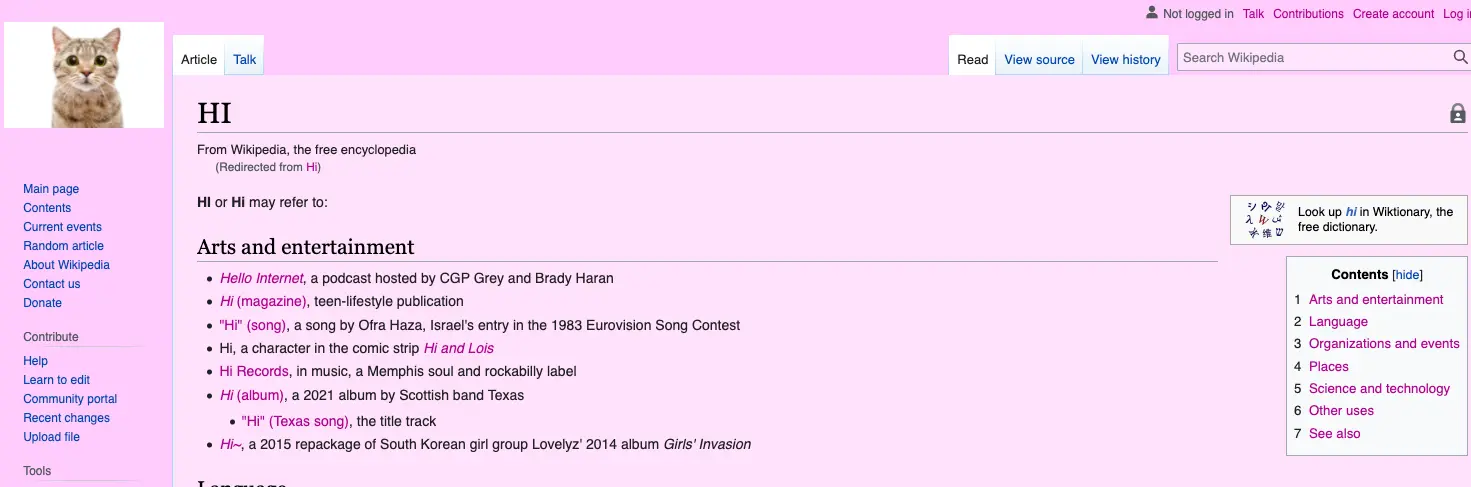 Not logged in Talk Contributions Create account Log i
Article Talk Read View source View history Search Wikipedia
HI
From Wikipedia, the free encyclopedia
(Redirected from Hi)
Main page
Contents
Current events
Random article
About Wikipedia
Contact us
Donate
Contribute
Help
Learn to edit
Community portal
Recent changes
Upload file
Tools
HI or Hi may refer to:
Look up hi in Wiktionary, the
free dictionary.
Arts and entertainment
Hello Internet, a podcast hosted by CGP Grey and Brady Haran
Hi (magazine), teen-lifestyle publication
"Hi" (song), a song by Ofra Haza, Israel's entry in the 1983 Eurovision Song Contest
Hi, a character in the comic strip Hi and Lois
Hi Records, in music, a Memphis soul and rockabilly label
Hi (album), a 2021 album by Scottish band Texas
"Hi" (Texas song), the title track
Hi~, a 2015 repackage of South Korean girl group Lovelyz' 2014 album Girls' Invasion
Contents [hide]
1 Arts and entertainment
2 Language
3 Organizations and events
4 Places
5 Science and technology
6 Other uses
7 See also
Language